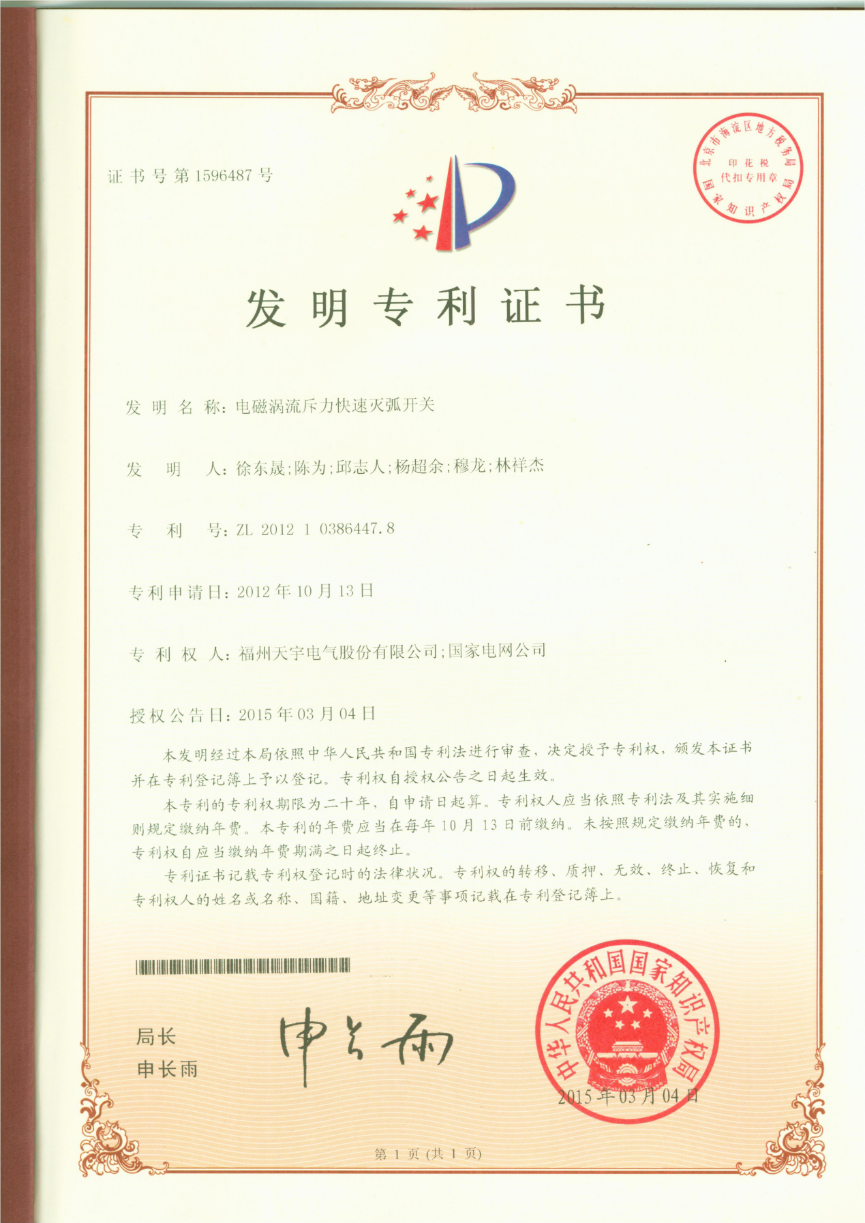 证书号第1596487号
北京市海淀区地方税务局
印花税
代扣专用章
国家知识产权局
发明专利证书
发 明 名 称：电磁涡流斥力快速灭弧开关
发 明 人：徐东晟;陈为;邱志人;杨超余;穆龙;林祥杰
专 利 号：ZL 2012 1 0386447.8
专利申请日：2012年10月13日
专 利 权 人：福州天宇电气股份有限公司;国家电网公司
授权公告日：2015年03月04日
本发明经过本局依照中华人民共和国专利法进行审查，决定授予专利权，颁发本证书
并在专利登记簿上予以登记。专利权自授权公告之日起生效。
本专利的专利权期限为二十年，自申请日起算。专利权人应当依照专利法及其实施细
则规定缴纳年费。本专利的年费应当在每年10月13日前缴纳。未按照规定缴纳年费的，
专利权自应当缴纳年费期满之日起终止。
专利证书记载专利权登记时的法律状况。专利权的转移、质押、无效、终止、恢复和
专利权人的姓名或名称、国籍、地址变更等事项记载在专利登记簿上。
局长
申长雨
申长雨
中华人民共和国国家知识产权局
2015年03月04日
第1页(共1页)